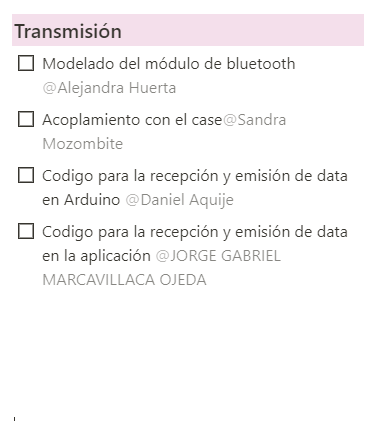 Transmisión
Modelado del módulo de bluetooth
@Alejandra Huerta
Acoplamiento con el case@Sandra
Mozombite
Codigo para la recepción y emisión de data
en Arduino @Daniel Aquije
Codigo para la recepción y emisión de data
en la aplicación @JORGE GABRIEL
MARCAVILLACA OJEDA